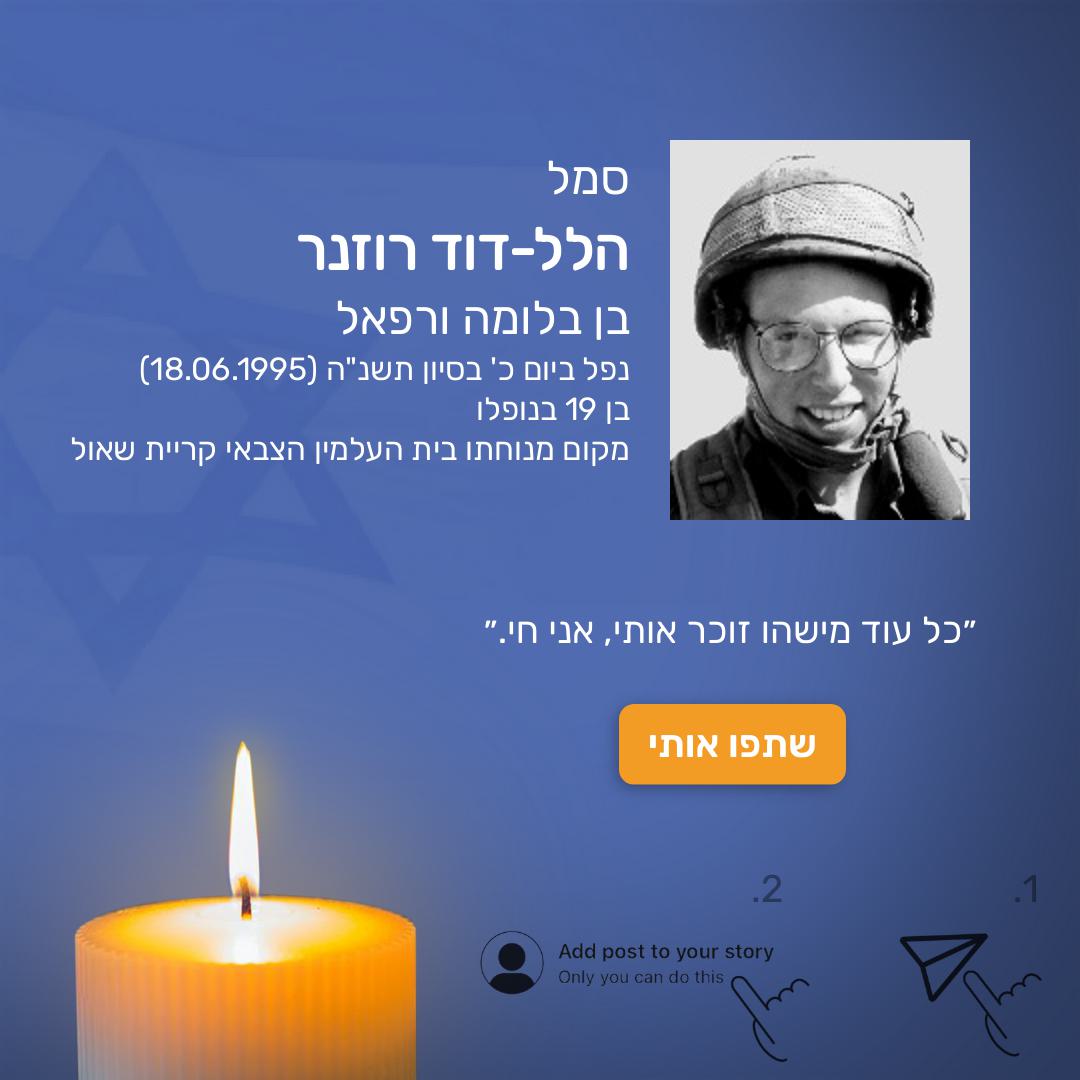 סמל
הלל-דוד רוזנר
בן בלומה ורפאל
נפל ביום כ' בסיון תשנ"ה (18.06.1995)
בן 19 בנופלו
מקום מנוחתו בית העלמין הצבאי קריית שאול
״כל עוד מישהו זוכר אותי, אני חי.״
שתפו אותי
1.
2.
Add post to your story
Only you can do this